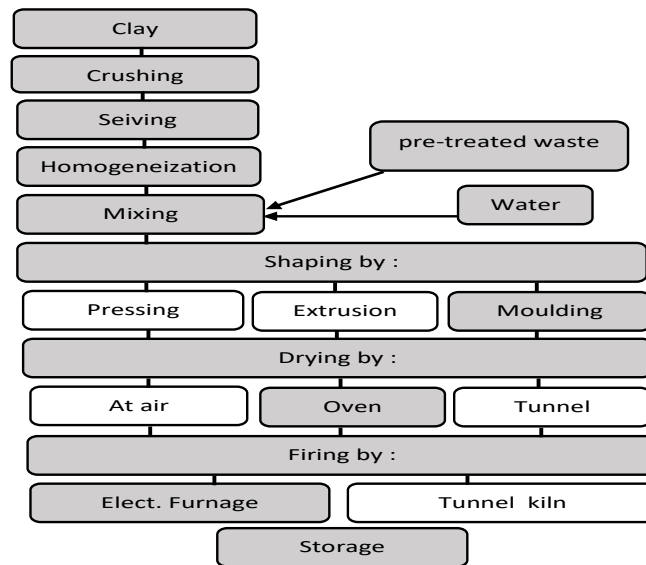 Clay
Crushing
Seiving
Homogeneization
pre-treated waste
Mixing
Water
Shaping by :
Pressing
Extrusion
Moulding
Drying by :
At air
Oven
Tunnel
Firing by :
Elect. Furnage
Tunnel kiln
Storage